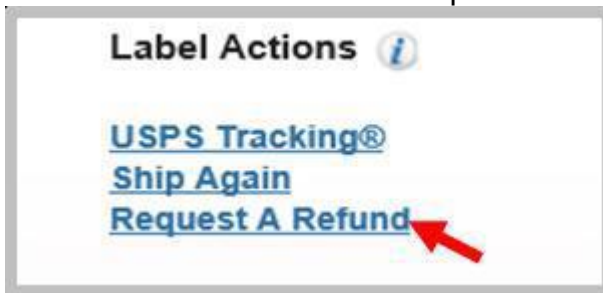 Label Actions i
USPS Tracking®
Ship Again
Request A Refund